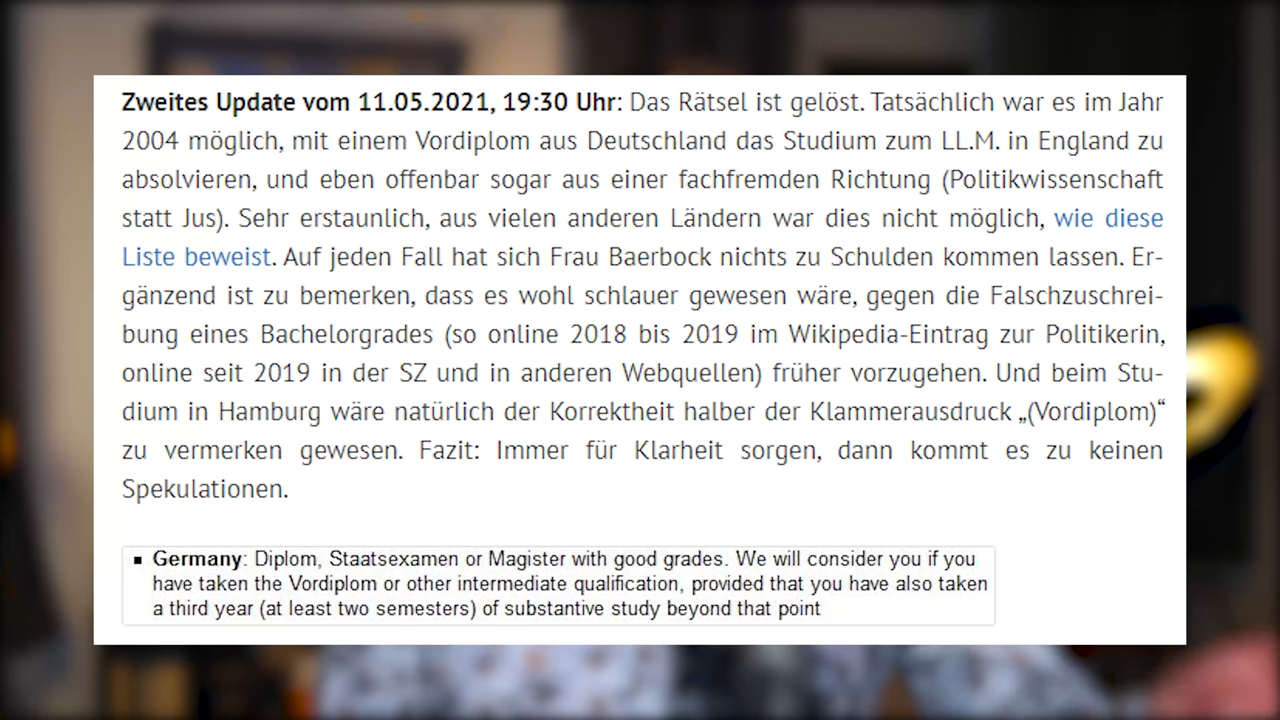 Zweites Update vom 11.05.2021, 19:30 Uhr: Das Rätsel ist gelöst. Tatsächlich war es im Jahr
2004 möglich, mit einem Vordiplom aus Deutschland das Studium zum LL.M. in England zu
absolvieren, und eben offenbar sogar aus einer fachfremden Richtung (Politikwissenschaft
statt Jus). Sehr erstaunlich, aus vielen anderen Ländern war dies nicht möglich, wie diese
Liste beweist. Auf jeden Fall hat sich Frau Baerbock nichts zu Schulden kommen lassen. Er-
gänzend ist zu bemerken, dass es wohl schlauer gewesen wäre, gegen die Falschzuschrei-
bung eines Bachelorgrades (so online 2018 bis 2019 im Wikipedia-Eintrag zur Politikerin,
online seit 2019 in der SZ und in anderen Webquellen) früher vorzugehen. Und beim Stu-
dium in Hamburg wäre natürlich der Korrektheit halber der Klammerausdruck „(Vordiplom)“
zu vermerken gewesen. Fazit: Immer für Klarheit sorgen, dann kommt es zu keinen
Spekulationen.
▪ Germany: Diplom, Staatsexamen or Magister with good grades. We will consider you if you
have taken the Vordiplom or other intermediate qualification, provided that you have also taken
a third year (at least two semesters) of substantive study beyond that point